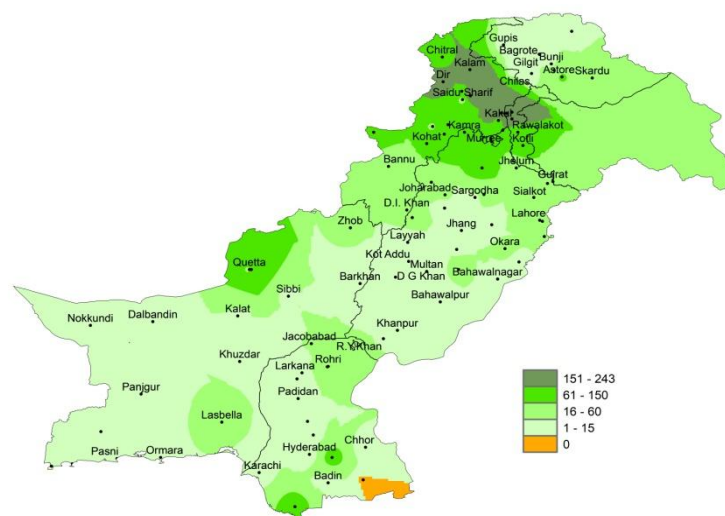 Gupis
Bagrote
Chitral
Gilgit
Bunji
Kalam
Astore
Skardu
Dir
Chilas
Saidu Sharif
Kakul
Kamra
Rawalakot
Kohat
Murree
Kotli
Bannu
Jhelum
Joharabad
Gujrat
Sargodha
Sialkot
D.I. Khan
Zhob
Lahore
Layyah
Jhang
Okara
Kot Addu
Quetta
Multan
Barkhan
D G Khan
Bahawalnagar
Sibbi
Bahawalpur
Nokkundi
Dalbandin
Kalat
Khanpur
Jacobabad
R.Y.Khan
Khuzdar
Larkana
Rohri
Panjgur
Padidan
Lasbella
Hyderabad
Chhor
Pasni
Ormara
Karachi
Badin
151 - 243
61 - 150
16 - 60
1 - 15
0